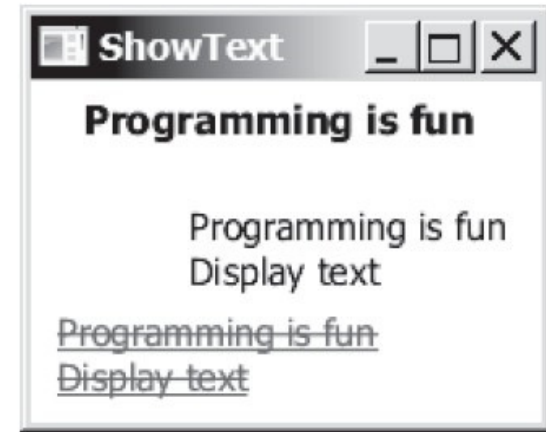 ShowText
Programming is fun
Programming is fun
Display text
Programming is fun
Display text